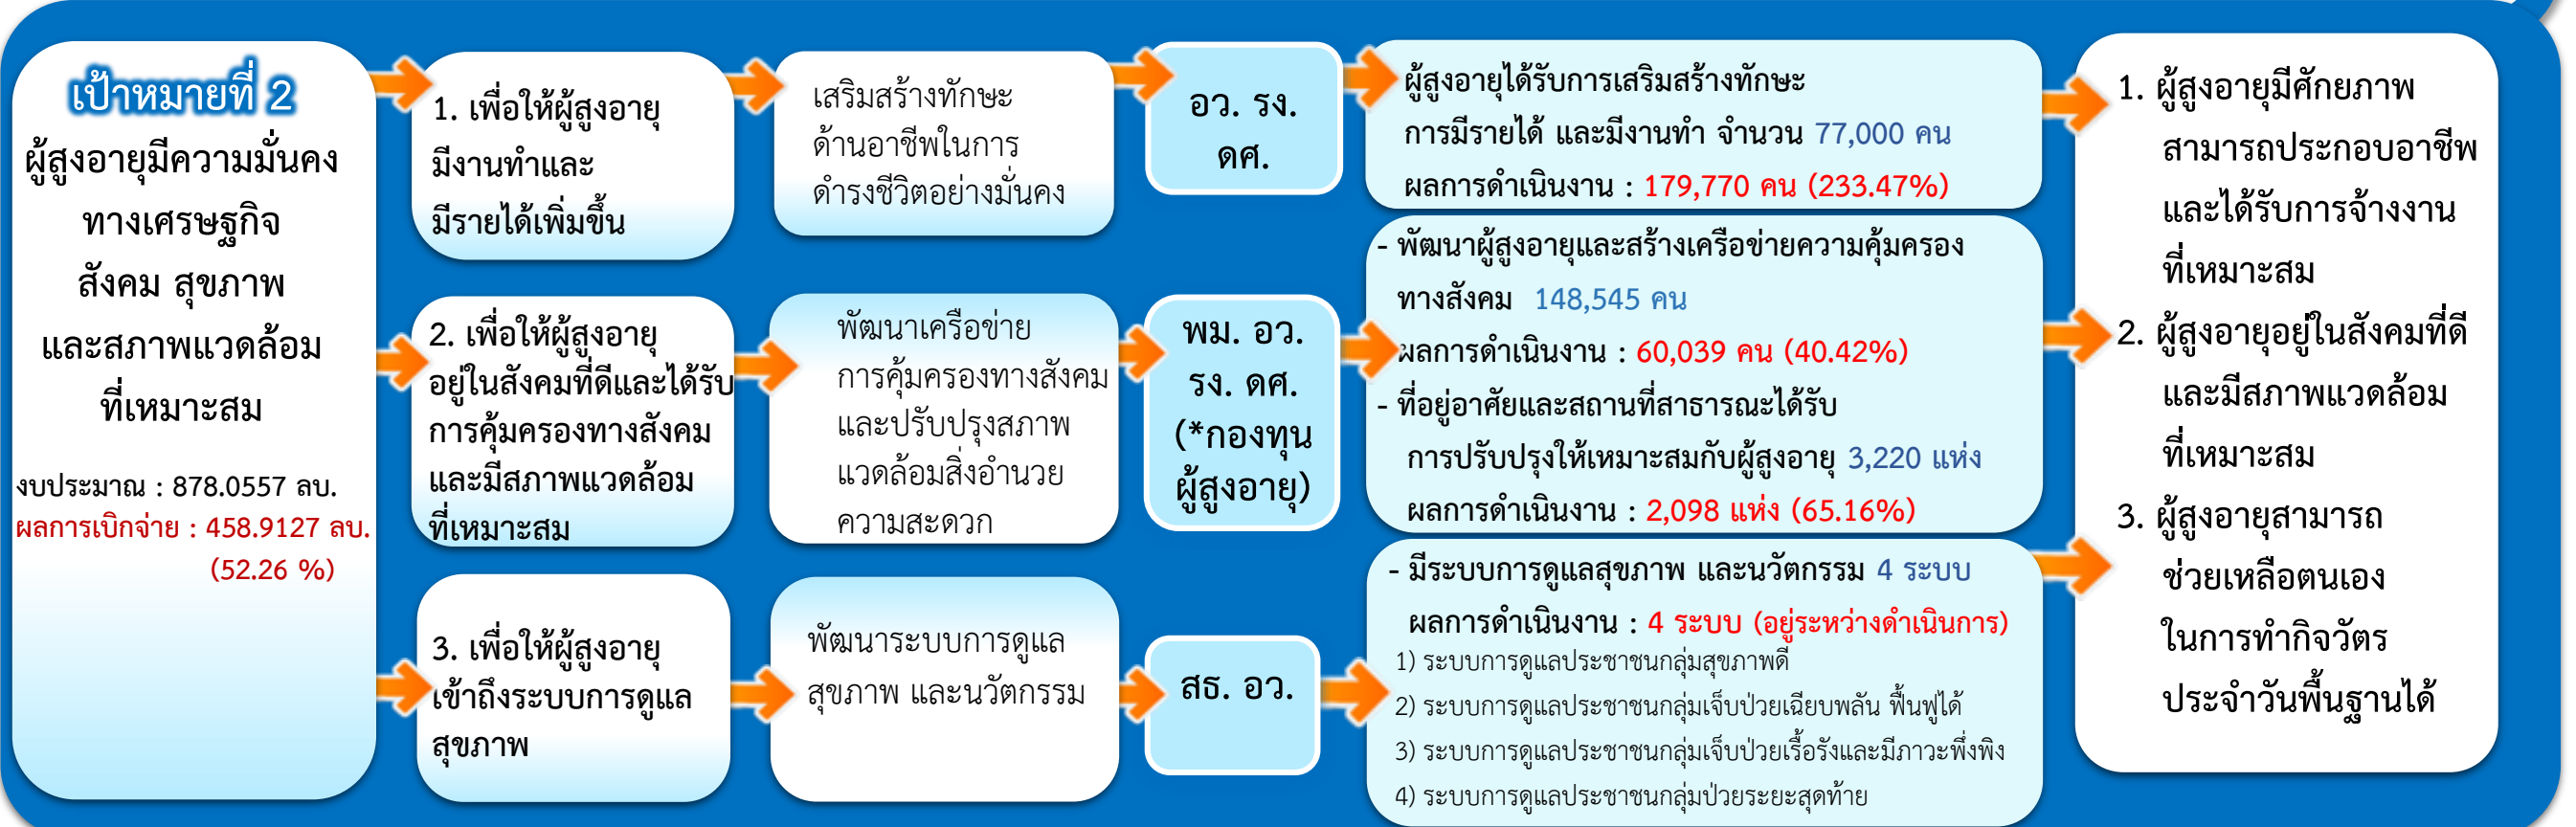 เป้าหมายที่ 2
ผู้สูงอายุมีความมั่นคง
ทางเศรษฐกิจ
สังคม สุขภาพ
และสภาพแวดล้อม
ที่เหมาะสม
งบประมาณ : 878.0557 ลบ.
ผลการเบิกจ่าย : 458.9127 ลบ.
(52.26 %)
1. เพื่อให้ผู้สูงอายุ
มีงานทำและ
มีรายได้เพิ่มขึ้น
เสริมสร้างทักษะ
ด้านอาชีพในการ
ดำรงชีวิตอย่างมั่นคง
อว. รง.
ดศ.
ผู้สูงอายุได้รับการเสริมสร้างทักษะ
การมีรายได้ และมีงานทำ จำนวน 77,000 คน
ผลการดำเนินงาน : 179,770 คน (233.47%)
2. เพื่อให้ผู้สูงอายุ
อยู่ในสังคมที่ดีและได้รับ
การคุ้มครองทางสังคม
และมีสภาพแวดล้อม
ที่เหมาะสม
พัฒนาเครือข่าย
การคุ้มครองทางสังคม
และปรับปรุงสภาพ
แวดล้อมสิ่งอำนวย
ความสะดวก
พม. อว.
รง. ดศ.
(*กองทุน
ผู้สูงอายุ)
- พัฒนาผู้สูงอายุและสร้างเครือข่ายความคุ้มครอง
ทางสังคม 148,545 คน
ผลการดำเนินงาน : 60,039 คน (40.42%)
- ที่อยู่อาศัยและสถานที่สาธารณะได้รับ
การปรับปรุงให้เหมาะสมกับผู้สูงอายุ 3,220 แห่ง
ผลการดำเนินงาน : 2,098 แห่ง (65.16%)
3. เพื่อให้ผู้สูงอายุ
เข้าถึงระบบการดูแล
สุขภาพ
พัฒนาระบบการดูแล
สุขภาพ และนวัตกรรม
สธ. อว.
- มีระบบการดูแลสุขภาพ และนวัตกรรม 4 ระบบ
ผลการดำเนินงาน : 4 ระบบ (อยู่ระหว่างดำเนินการ)
1) ระบบการดูแลประชาชนกลุ่มสุขภาพดี
2) ระบบการดูแลประชาชนกลุ่มเจ็บป่วยเฉียบพลัน ฟื้นฟูได้
3) ระบบการดูแลประชาชนกลุ่มเจ็บป่วยเรื้อรังและมีภาวะพึ่งพิง
4) ระบบการดูแลประชาชนกลุ่มป่วยระยะสุดท้าย
1. ผู้สูงอายุมีศักยภาพ
สามารถประกอบอาชีพ
และได้รับการจ้างงาน
ที่เหมาะสม
2. ผู้สูงอายุอยู่ในสังคมที่ดี
และมีสภาพแวดล้อม
ที่เหมาะสม
3. ผู้สูงอายุสามารถ
ช่วยเหลือตนเอง
ในการทำกิจวัตร
ประจำวันพื้นฐานได้